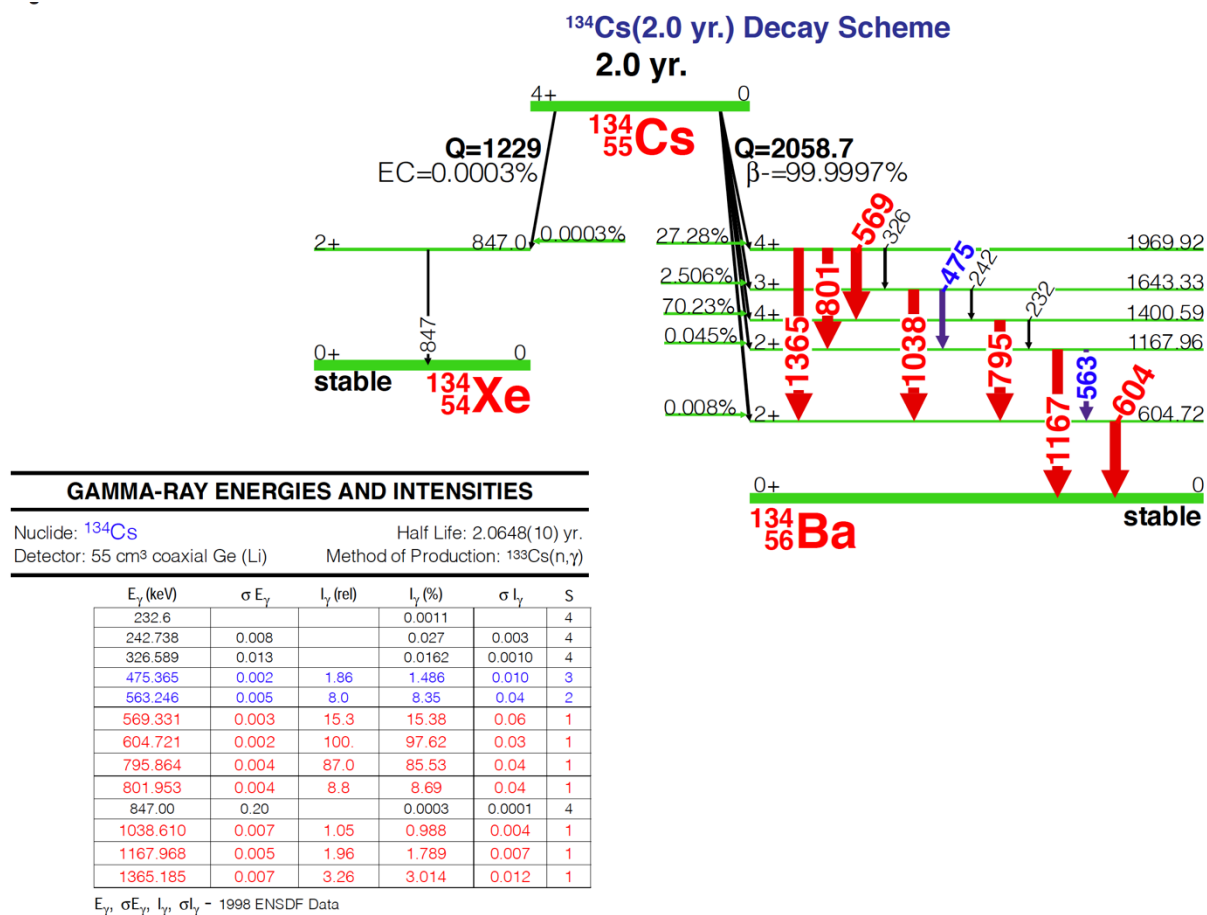 ¹³⁴Cs(2.0 yr.) Decay Scheme
2.0 yr.
4+ 0
¹³⁴₅₅Cs
Q=1229
EC=0.0003%
Q=2058.7
β-=99.9997%
2+ 847.0 0.0003%
847
0+ 0
stable
¹³⁴₅₄Xe
27.28% 4+ 1969.92
2.506% 3+ 1643.33
70.23% 4+ 1400.59
0.045% 2+ 1167.96
0.008% 2+ 604.72
1365 801 569 326 1038 475 242 795 232 1167 563 604
0+ 0
¹³⁴₅₆Ba
stable
GAMMA-RAY ENERGIES AND INTENSITIES
Nuclide: ¹³⁴Cs Half Life: 2.0648(10) yr.
Detector: 55 cm³ coaxial Ge (Li) Method of Production: ¹³³Cs(n,γ)
Eγ (keV) σ Eγ Iγ (rel) Iγ (%) σ Iγ S
232.6 0.0011 4
242.738 0.008 0.027 0.003 4
326.589 0.013 0.0162 0.0010 4
475.365 0.002 1.86 1.486 0.010 3
563.246 0.005 8.0 8.35 0.04 2
569.331 0.003 15.3 15.38 0.06 1
604.721 0.002 100. 97.62 0.03 1
795.864 0.004 87.0 85.53 0.04 1
801.953 0.004 8.8 8.69 0.04 1
847.00 0.20 0.0003 0.0001 4
1038.610 0.007 1.05 0.988 0.004 1
1167.968 0.005 1.96 1.789 0.007 1
1365.185 0.007 3.26 3.014 0.012 1
Eγ, σEγ, Iγ, σIγ - 1998 ENSDF Data